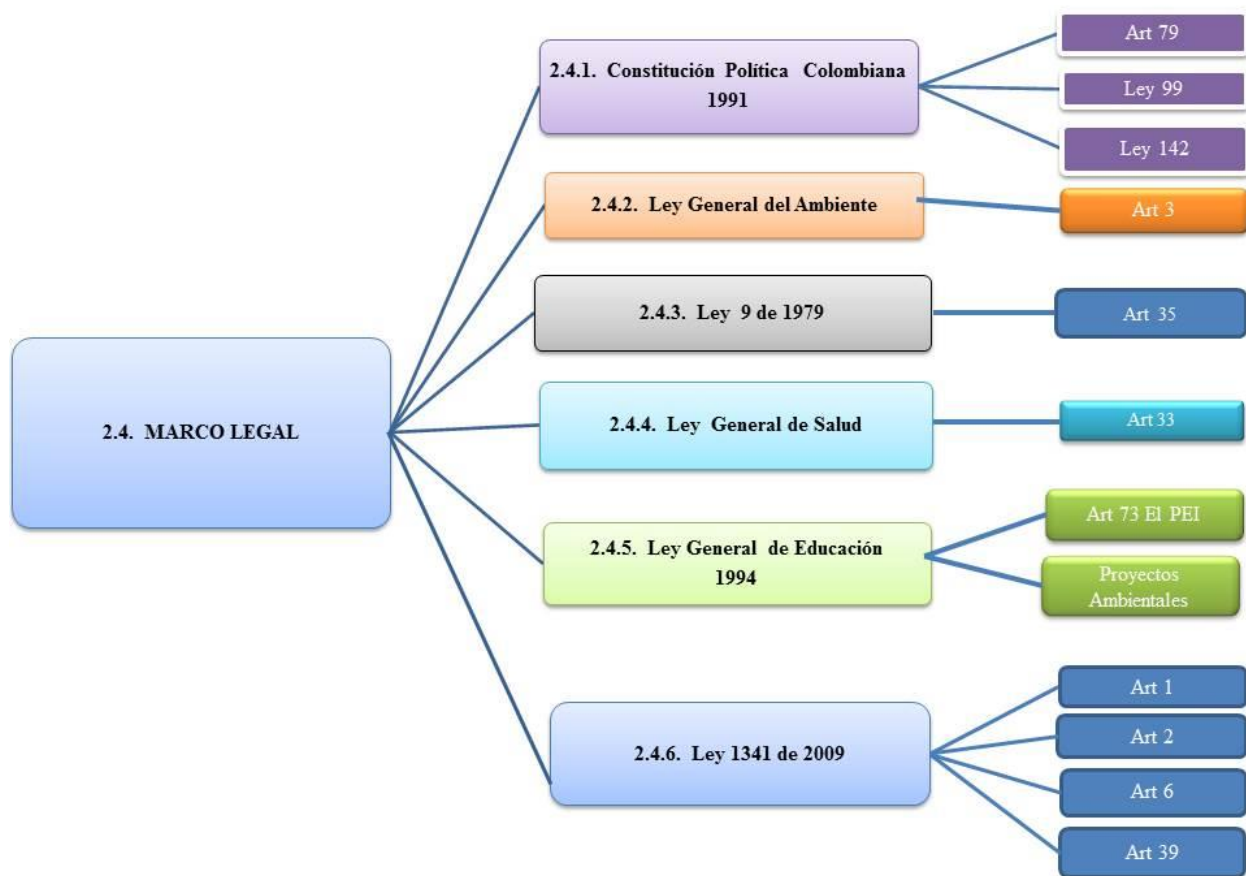 2.4. MARCO LEGAL
2.4.1. Constitución Política Colombiana
1991
Art 79
Ley 99
Ley 142
2.4.2. Ley General del Ambiente
Art 3
2.4.3. Ley 9 de 1979
Art 35
2.4.4. Ley General de Salud
Art 33
2.4.5. Ley General de Educación
1994
Art 73 El PEI
Proyectos
Ambientales
2.4.6. Ley 1341 de 2009
Art 1
Art 2
Art 6
Art 39